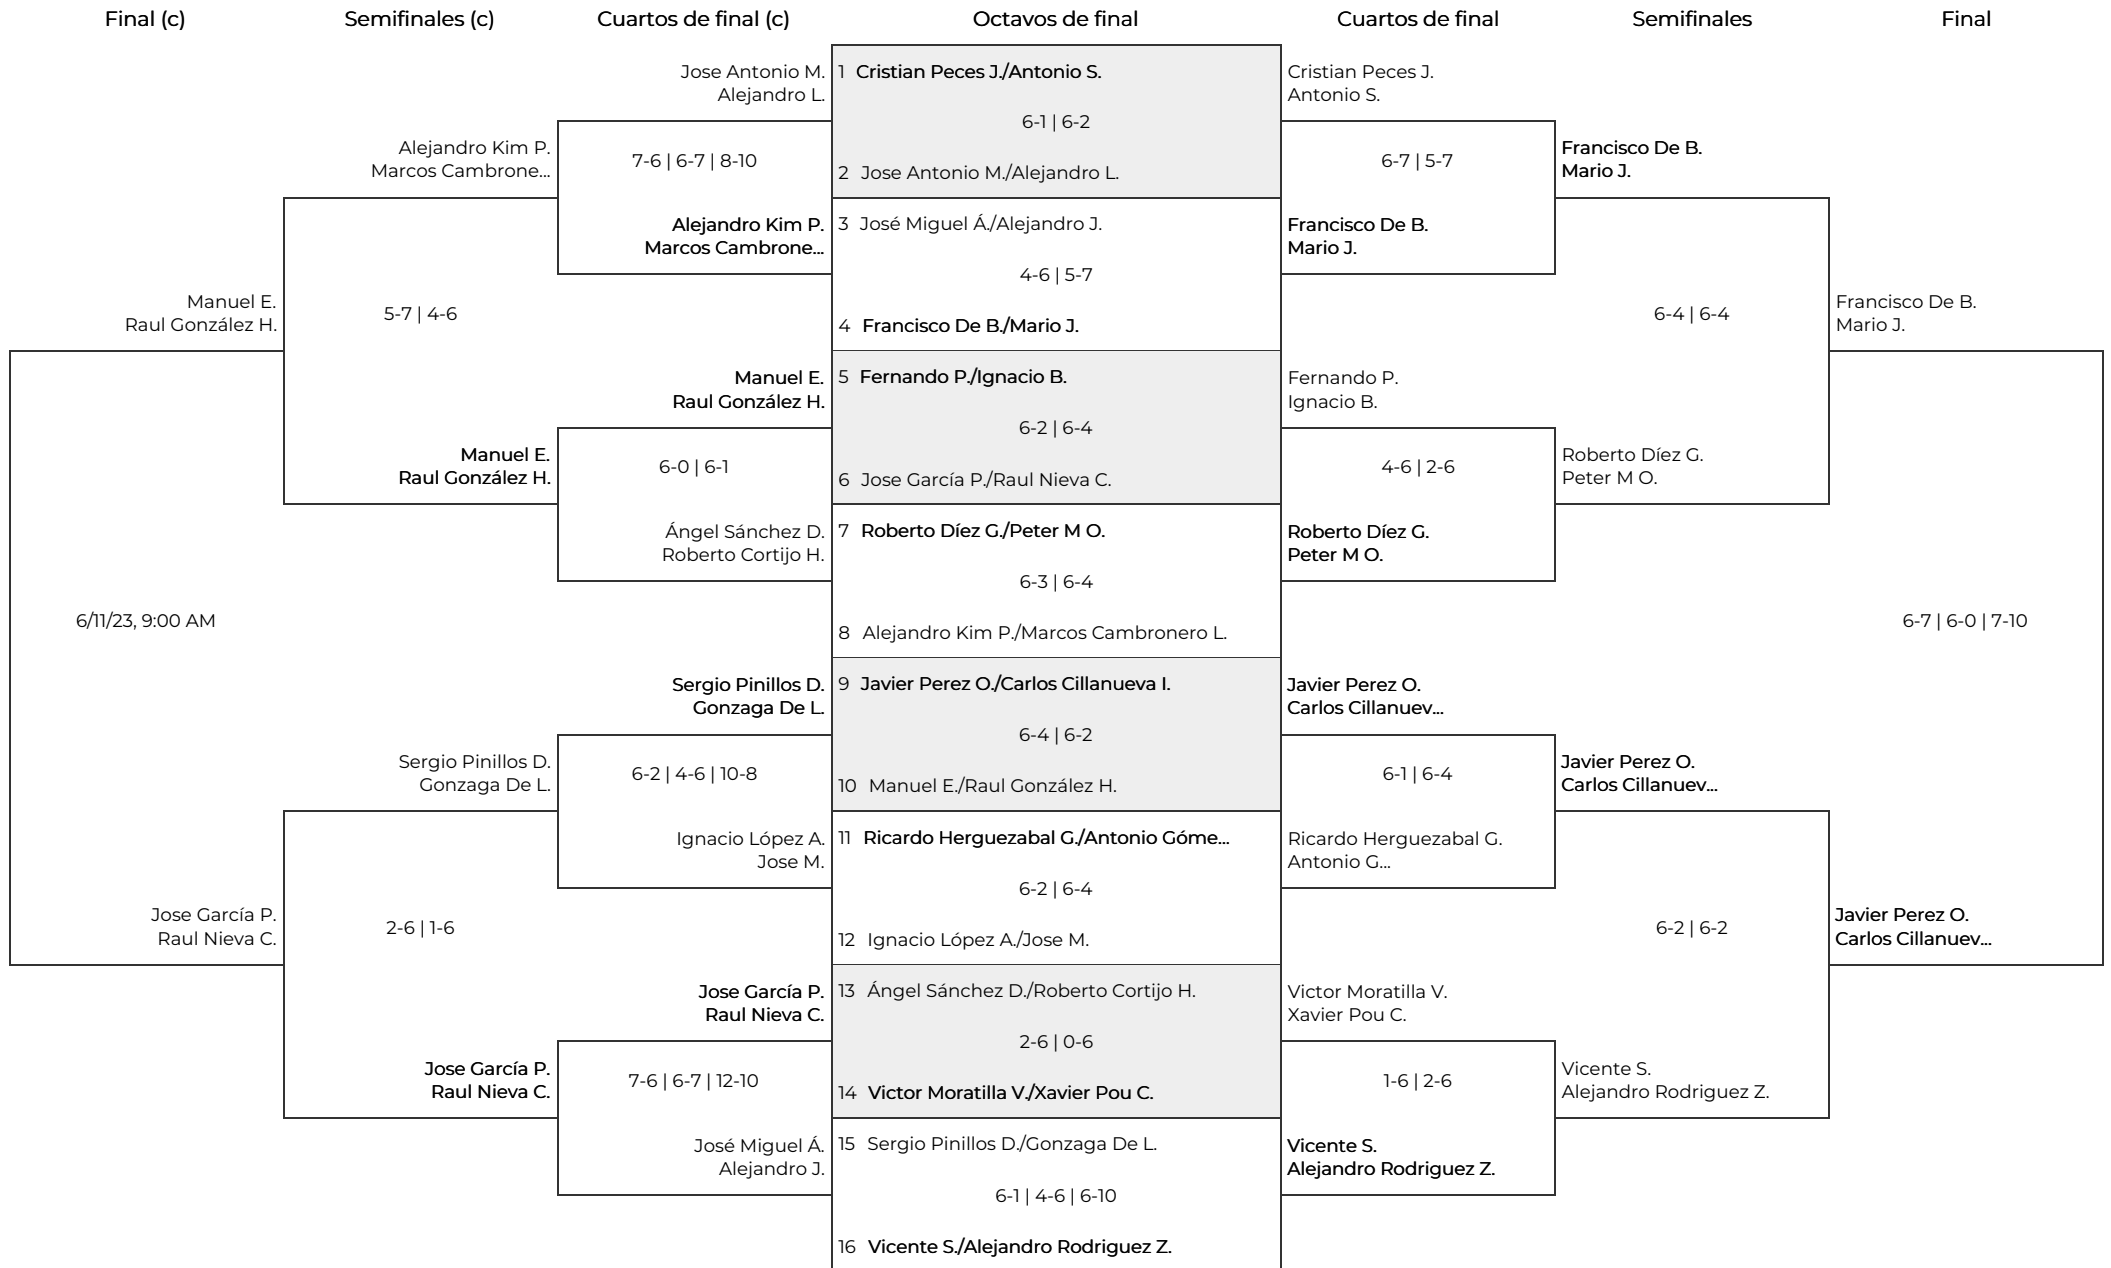 Final (c)
Semifinales (c)
Cuartos de final (c)
Octavos de final
Cuartos de final
Semifinales
Final
Manuel E.
Raul González H.
6/11/23, 9:00 AM
Jose García P.
Raul Nieva C.
Alejandro Kim P.
Marcos Cambrone...
5-7 | 4-6
Manuel E.
Raul González H.
Sergio Pinillos D.
Gonzaga De L.
2-6 | 1-6
Jose García P.
Raul Nieva C.
Jose Antonio M.
Alejandro L.
7-6 | 6-7 | 8-10
Alejandro Kim P.
Marcos Cambrone...
Manuel E.
Raul González H.
6-0 | 6-1
Ángel Sánchez D.
Roberto Cortijo H.
Sergio Pinillos D.
Gonzaga De L.
6-2 | 4-6 | 10-8
Ignacio López A.
Jose M.
Jose García P.
Raul Nieva C.
7-6 | 6-7 | 12-10
José Miguel Á.
Alejandro J.
1 Cristian Peces J./Antonio S.
6-1 | 6-2
2 Jose Antonio M./Alejandro L.
3 José Miguel Á./Alejandro J.
4-6 | 5-7
4 Francisco De B./Mario J.
5 Fernando P./Ignacio B.
6-2 | 6-4
6 Jose García P./Raul Nieva C.
7 Roberto Díez G./Peter M O.
6-3 | 6-4
8 Alejandro Kim P./Marcos Cambronero L.
9 Javier Perez O./Carlos Cillanueva I.
6-4 | 6-2
10 Manuel E./Raul González H.
11 Ricardo Herguezabal G./Antonio Góme...
6-2 | 6-4
12 Ignacio López A./Jose M.
13 Ángel Sánchez D./Roberto Cortijo H.
2-6 | 0-6
14 Victor Moratilla V./Xavier Pou C.
15 Sergio Pinillos D./Gonzaga De L.
6-1 | 4-6 | 6-10
16 Vicente S./Alejandro Rodriguez Z.
Cristian Peces J.
Antonio S.
6-7 | 5-7
Francisco De B.
Mario J.
Fernando P.
Ignacio B.
4-6 | 2-6
Roberto Díez G.
Peter M O.
Javier Perez O.
Carlos Cillanuev...
6-1 | 6-4
Ricardo Herguezabal G.
Antonio G...
Victor Moratilla V.
Xavier Pou C.
1-6 | 2-6
Vicente S.
Alejandro Rodriguez Z.
Francisco De B.
Mario J.
6-4 | 6-4
Roberto Díez G.
Peter M O.
Javier Perez O.
Carlos Cillanuev...
6-2 | 6-2
Vicente S.
Alejandro Rodriguez Z.
Francisco De B.
Mario J.
6-7 | 6-0 | 7-10
Javier Perez O.
Carlos Cillanuev...